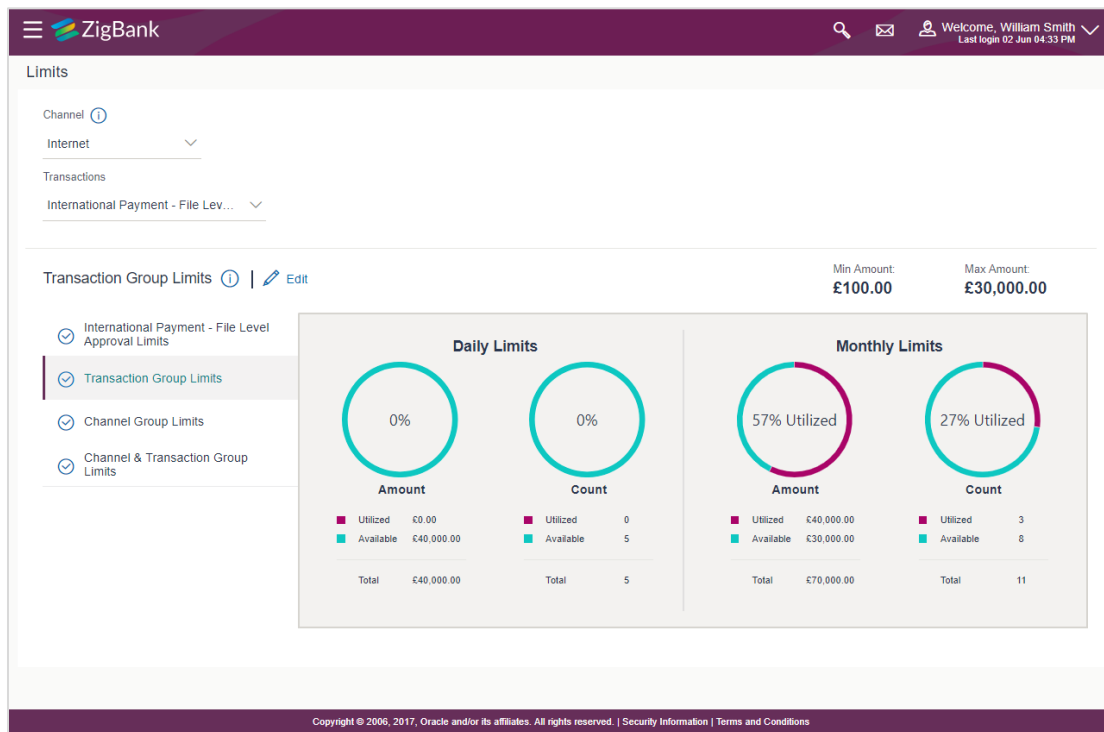 ZigBank
Welcome, William Smith
Last login 02 Jun 04:33 PM
Limits
Channel
Internet
Transactions
International Payment - File Lev...
Transaction Group Limits
Edit
Min Amount:
£100.00
Max Amount:
£30,000.00
International Payment - File Level
Approval Limits
Transaction Group Limits
Channel Group Limits
Channel & Transaction Group
Limits
Daily Limits
0%
Amount
Utilized £0.00
Available £40,000.00
Total £40,000.00
0%
Count
Utilized 0
Available 5
Total 5
Monthly Limits
57% Utilized
Amount
Utilized £40,000.00
Available £30,000.00
Total £70,000.00
27% Utilized
Count
Utilized 3
Available 8
Total 11
Copyright © 2006, 2017, Oracle and/or its affiliates. All rights reserved. | Security Information | Terms and Conditions